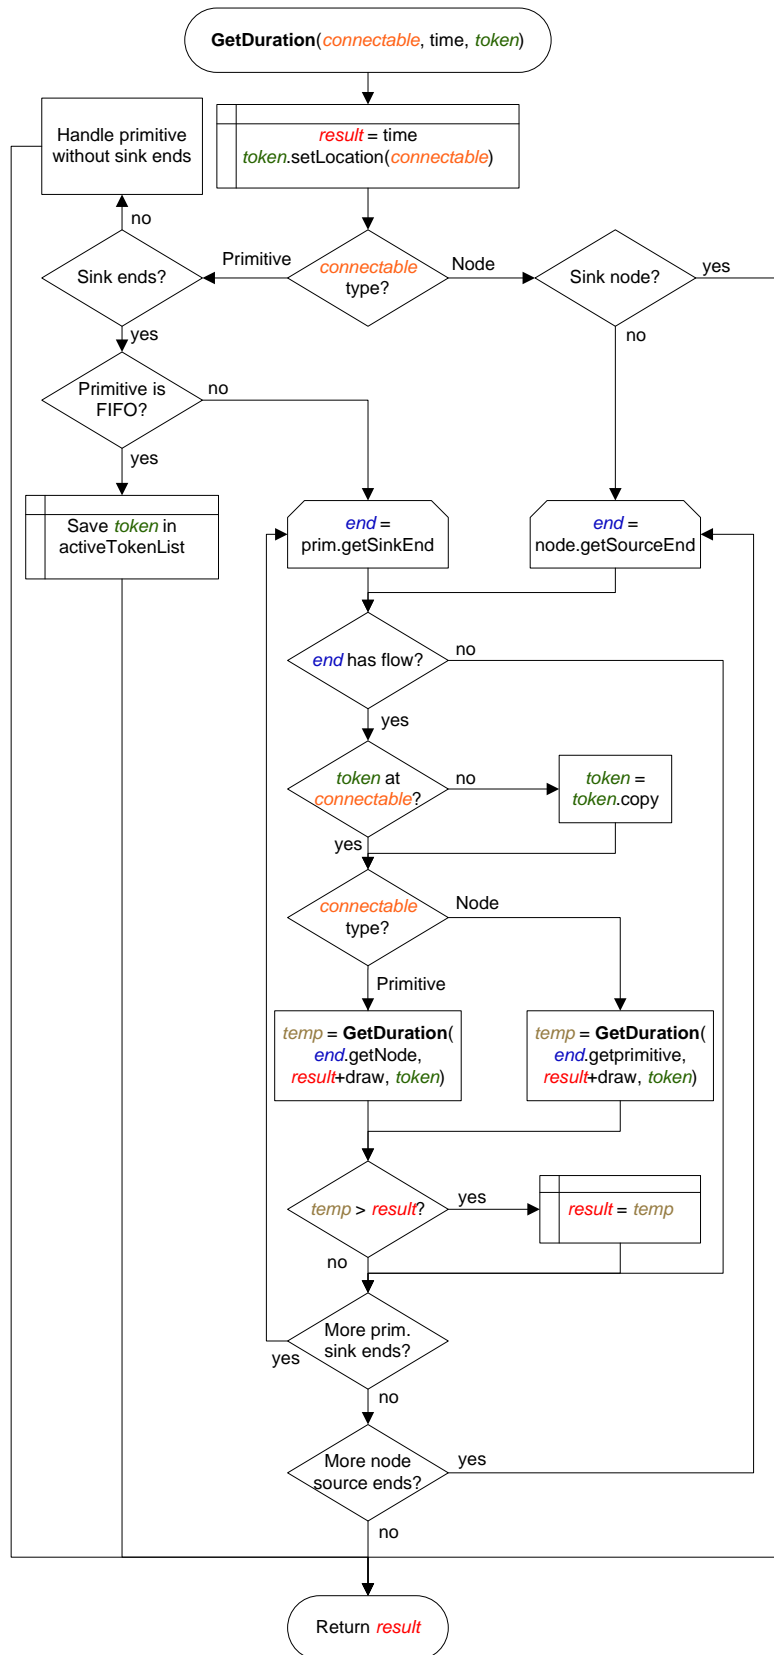 GetDuration(connectable, time, token)
result = time
token.setLocation(connectable)
Handle primitive
without sink ends
no
Sink ends?
Primitive
connectable
type?
Node
Sink node?
yes
yes
no
Primitive is
FIFO?
no
yes
Save token in
activeTokenList
end =
prim.getSinkEnd
end =
node.getSourceEnd
end has flow?
no
yes
token at
connectable?
no
token =
token.copy
yes
connectable
type?
Node
Primitive
temp = GetDuration(
end.getNode,
result+draw, token)
temp = GetDuration(
end.getprimitive,
result+draw, token)
temp > result?
yes
result = temp
no
More prim.
sink ends?
yes
no
More node
source ends?
yes
no
Return result